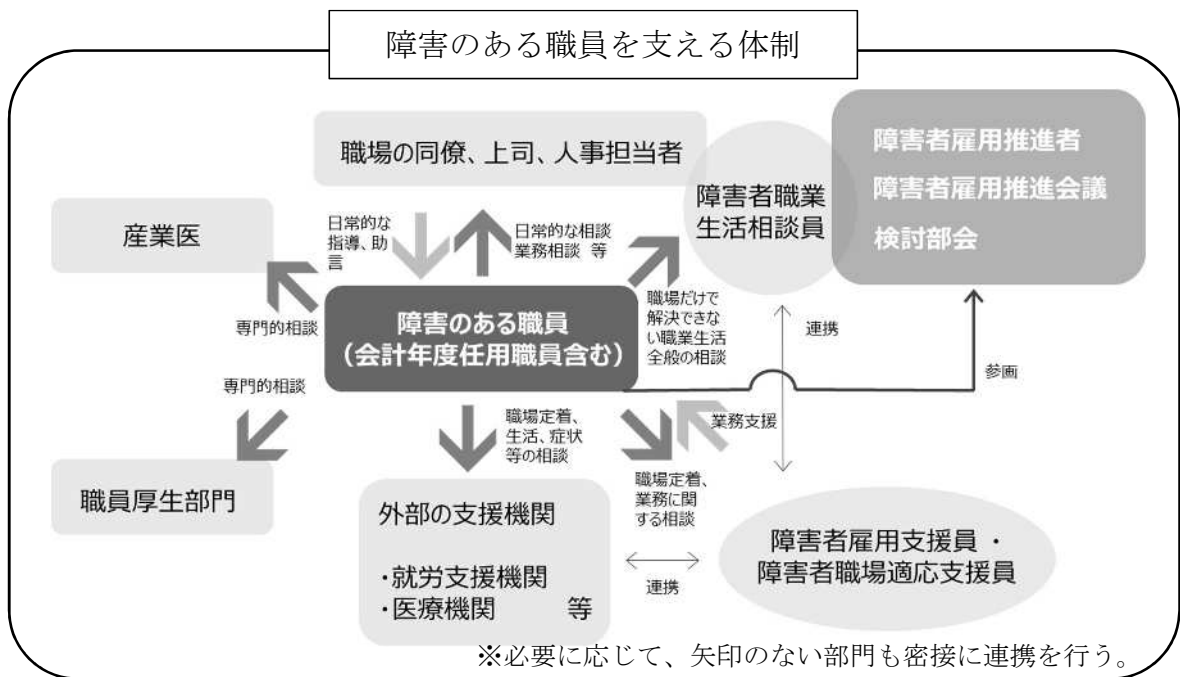 障害のある職員を支える体制
職場の同僚、上司、人事担当者
障害者職業
生活相談員
障害者雇用推進者
障害者雇用推進会議
検討部会
産業医
日常的な
指導、助
言
日常的な相談
業務相談 等
職場だけで
解決できな
い職業生活
全般の相談
専門的相談
障害のある職員
（会計年度任用職員含む）
連携
参画
専門的相談
職場定着、
生活、症状
等の相談
業務支援
職場定着、
業務に関
する相談
職員厚生部門
外部の支援機関
・就労支援機関
・医療機関　　等
連携
障害者雇用支援員 ・
障害者職場適応支援員
※必要に応じて、矢印のない部門も密接に連携を行う。